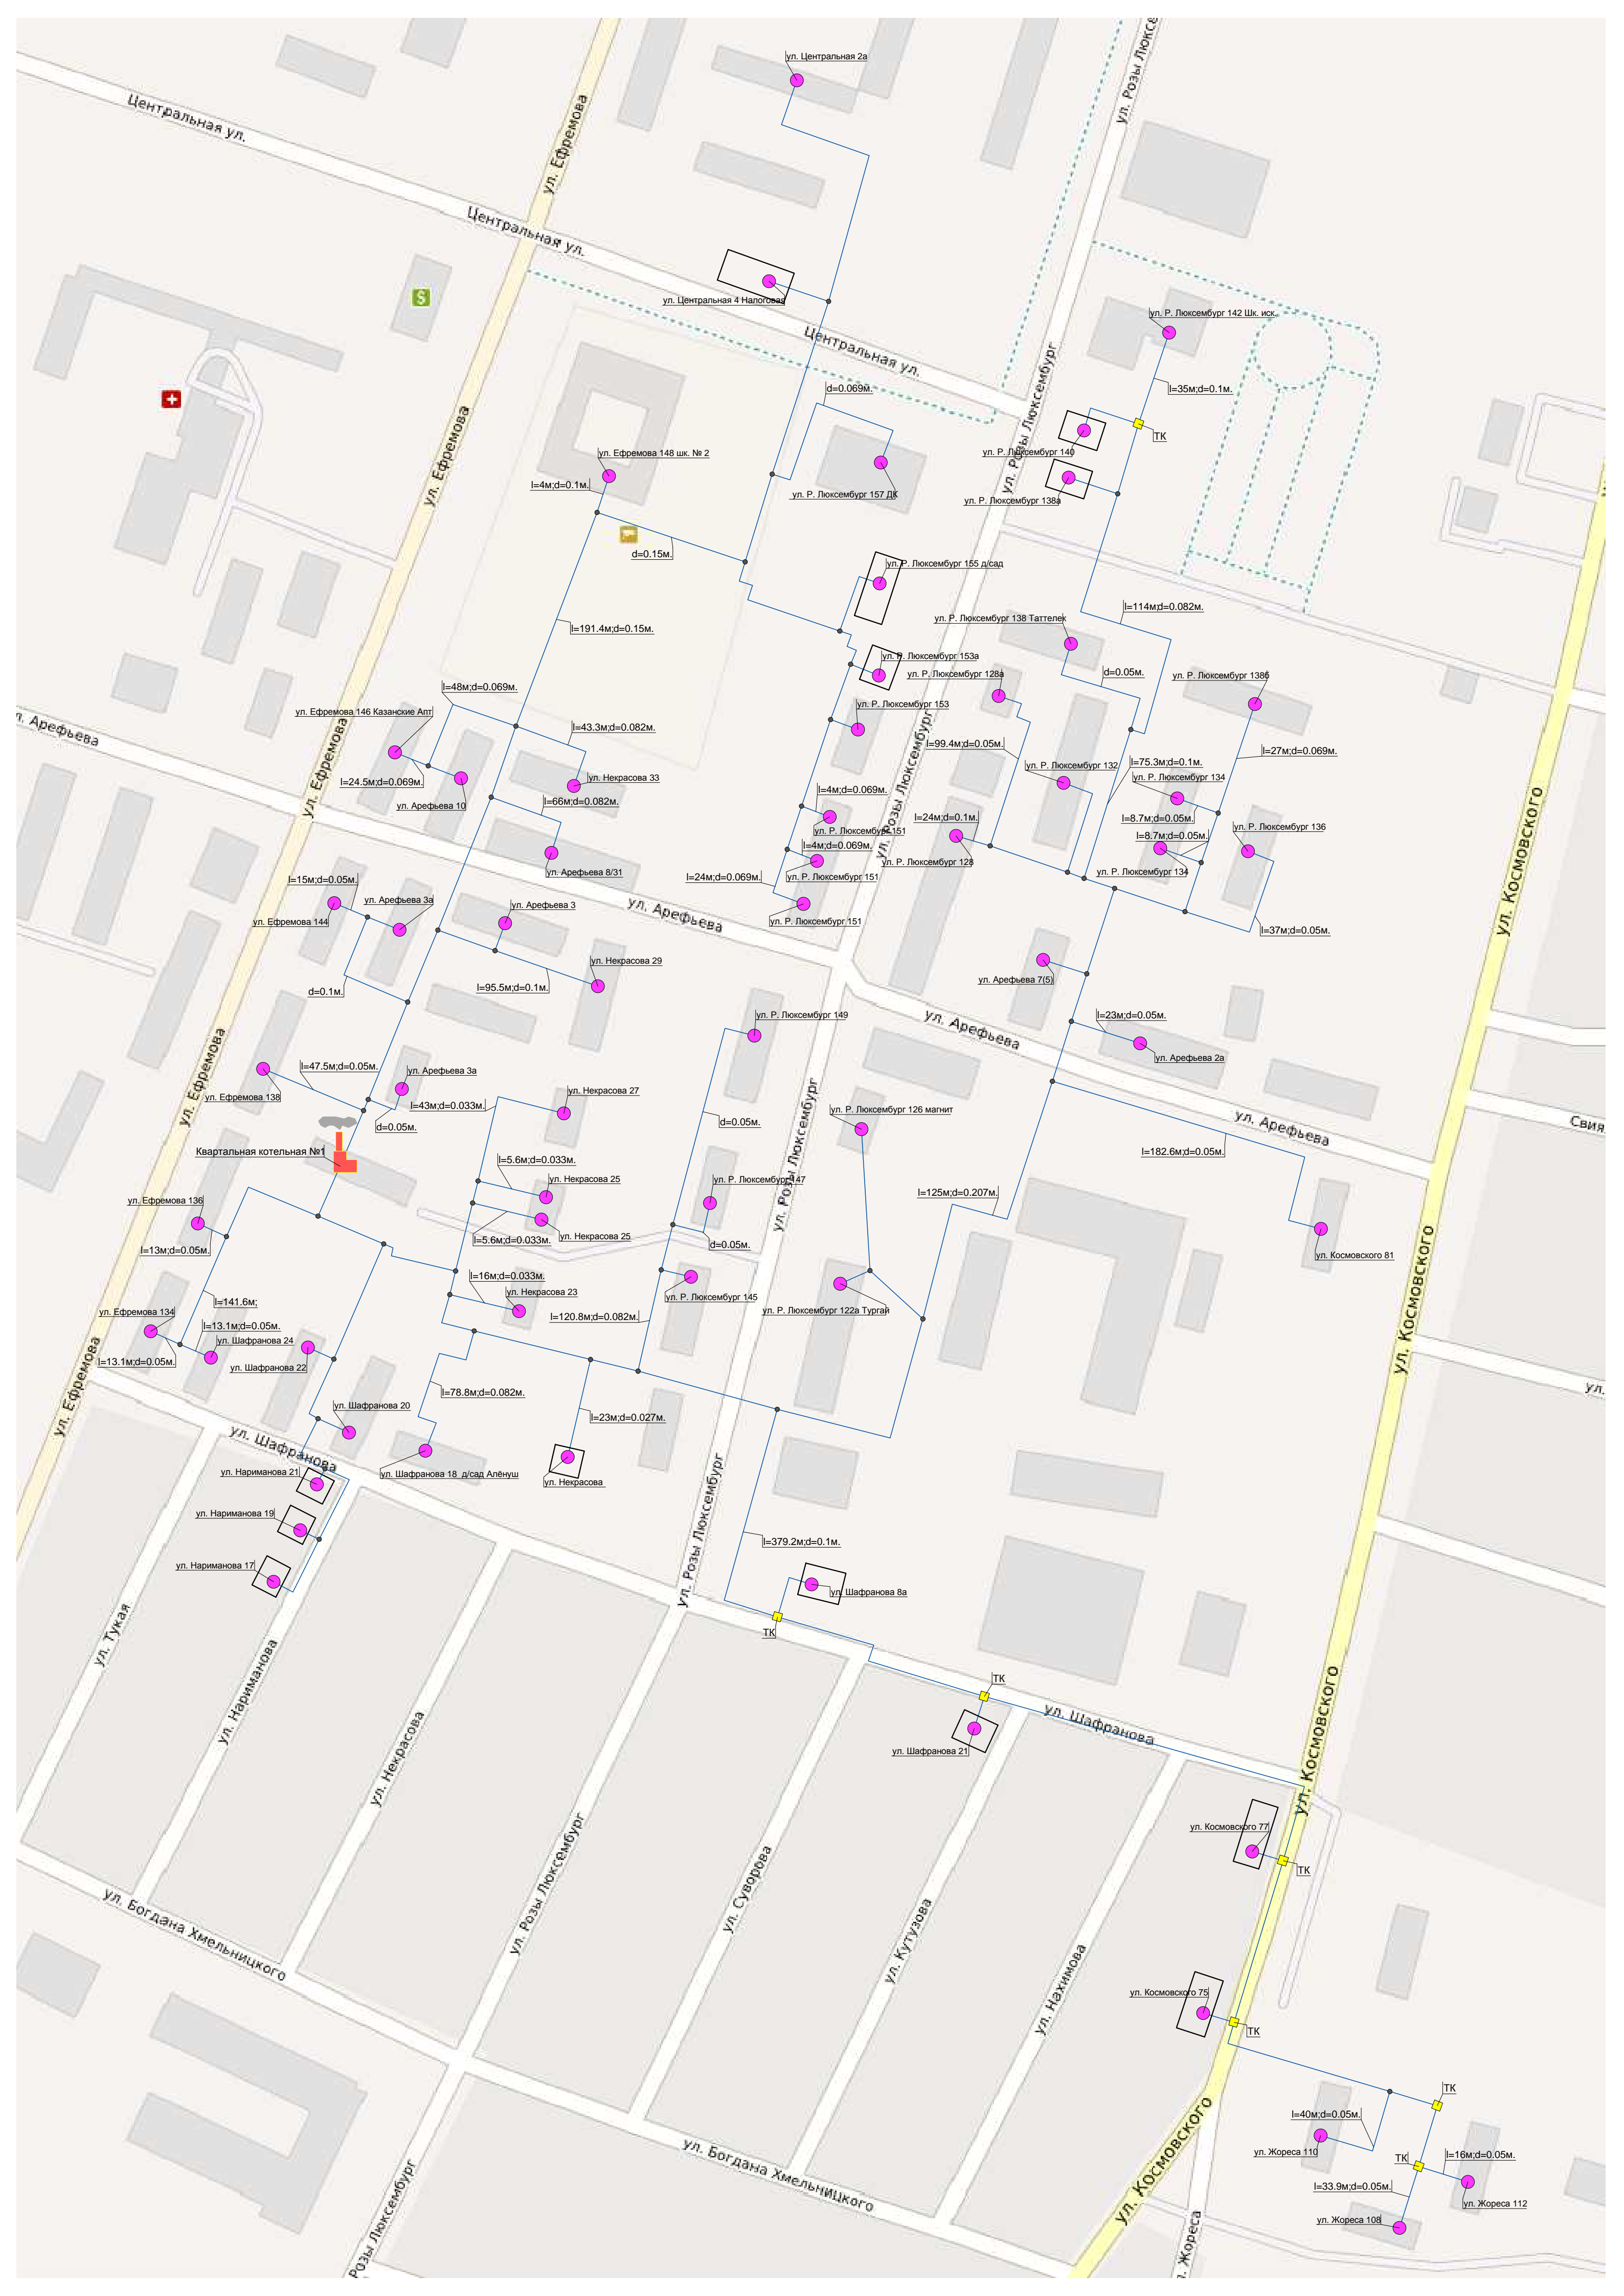 ул. Центральная 2а
ул. Розы Люксе
Центральная ул.
ул. Ефремова
Центральная ул.
ул. Центральная 4 Налоговая
ул. Р. Люксембург 142 Шк. иск.
Центральная ул.
$
d=0.069м.
l=35м;d=0.1м.
ТК
ул. Розы Люксембург
ул. Р. Люксембург 140
ул. Ефремова
ул. Ефремова 148 шк. № 2
l=4м;d=0.1м.
ул. Р. Люксембург 157 ДК
ул. Р. Люксембург 138а
d=0.15м.
ул. Р. Люксембург 155 д/сад
l=114м;d=0.082м.
ул. Р. Люксембург 138 Таттелек
l=191.4м;d=0.15м.
ул. Р. Люксембург 153а
ул. Р. Люксембург 128а
d=0.05м.
ул. Р. Люксембург 138б
l=48м;d=0.069м.
ул. Ефремова 146 Казанские Апт
ул. Р. Люксембург 153
l=43.3м;d=0.082м.
ул. Арефьева
ул. Ефремова
l=99.4м;d=0.05м.
l=27м;d=0.069м.
ул. Р. Люксембург 132
l=75.3м;d=0.1м.
ул. Р. Люксембург 134
l=24.5м;d=0.069м.
ул. Некрасова 33
l=4м;d=0.069м.
ул. Розы Люксембург
ул. Арефьева 10
l=66м;d=0.082м.
l=24м;d=0.1м.
l=8.7м;d=0.05м.
ул. Р. Люксембург 151
l=8.7м;d=0.05м.
ул. Р. Люксембург 136
l=4м;d=0.069м.
ул. Р. Люксембург 128
ул. Р. Люксембург 134
ул. Арефьева 8/31
l=24м;d=0.069м.
ул. Р. Люксембург 151
l=15м;d=0.05м.
ул. Арефьева 3а
ул. Арефьева 3
ул. Арефьева
ул. Р. Люксембург 151
ул. Ефремова 144
l=37м;d=0.05м.
ул. Космовского
ул. Некрасова 29
ул. Арефьева 7(5)
d=0.1м.
l=95.5м;d=0.1м.
ул. Р. Люксембург 149
ул. Арефьева
l=23м;d=0.05м.
ул. Арефьева 2а
ул. Ефремова
l=47.5м;d=0.05м.
ул. Арефьева 3а
ул. Некрасова 27
ул. Ефремова 138
l=43м;d=0.033м.
d=0.05м.
d=0.05м.
ул. Р. Люксембург 126 магнит
ул. Арефьева
Свия
Квартальная котельная №1
l=182.6м;d=0.05м.
l=5.6м;d=0.033м.
ул. Некрасова 25
ул. Р. Люксембург 147
ул. Розы Люксембург
l=125м;d=0.207м.
ул. Ефремова 136
l=13м;d=0.05м.
l=5.6м;d=0.033м.
ул. Некрасова 25
d=0.05м.
ул. Космовского 81
l=16м;d=0.033м.
ул. Некрасова 23
ул. Р. Люксембург 145
l=141.6м;
ул. Ефремова 134
l=13.1м;d=0.05м.
ул. Шафранова 24
l=13.1м;d=0.05м.
ул. Шафранова 22
l=120.8м;d=0.082м.
ул. Р. Люксембург 122а Тургай
ул. Космовского
ул. Ефремова
l=78.8м;d=0.082м.
ул.
ул. Шафранова 20
l=23м;d=0.027м.
ул. Шафранова
ул. Нариманова 21
ул. Шафранова 18 д/сад Алёнуш
ул. Некрасова
ул. Нариманова 19
ул. Розы Люксембург
l=379.2м;d=0.1м.
ул. Нариманова 17
ул. Шафранова 8а
ТК
ул. Тукая
ул. Нариманова
ТК
ул. Шафранова
ул. Шафранова 21
ул. Космовского
ул. Некрасова
ул. Космовского 77
ТК
ул. Розы Люксембург
ул. Суворова
ул. Кутузова
ул. Нахимова
ул. Богдана Хмельницкого
ул. Космовского 75
ТК
ТК
l=40м;d=0.05м.
ул. Космовского
ул. Богдана Хмельницкого
ул. Жореса 110
ТК
l=16м;d=0.05м.
l=33.9м;d=0.05м.
ул. Жореса 112
ул. Жореса 108
Розы Люксембург
Жореса